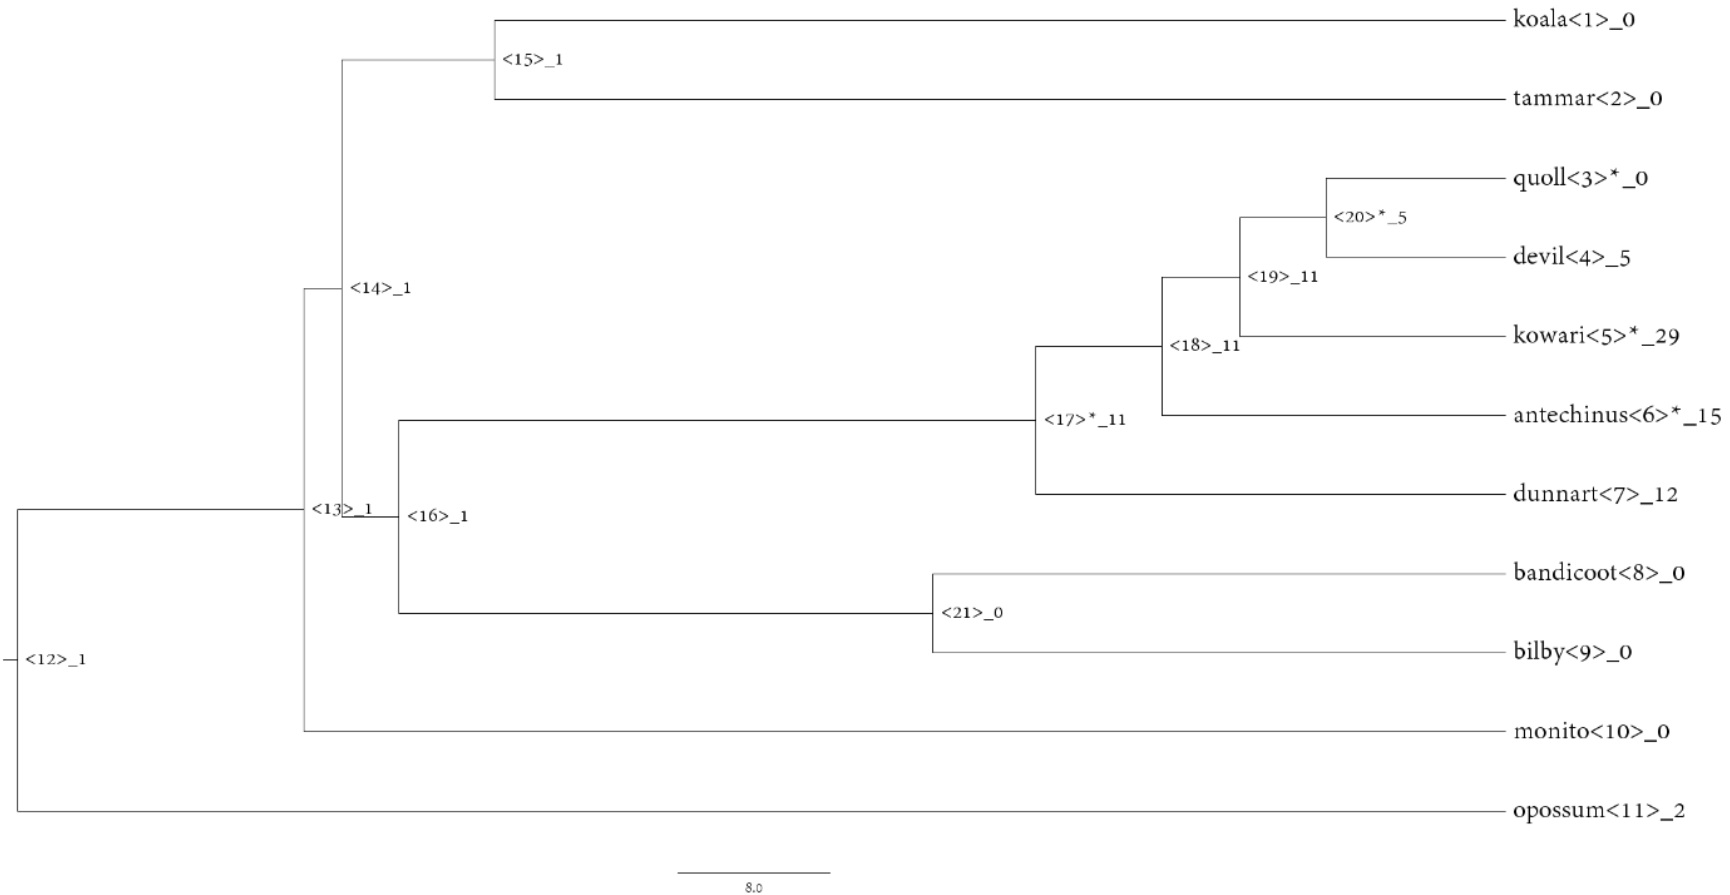 koala<1>_0
<15>_1
tammar<2>_0
quoll<3>*_0
<20>*_5
devil<4>_5
<19>_11
<14>_1
kowari<5>*_29
<18>_11
antechinus<6>*_15
<17>*_11
dunnart<7>_12
<13>_1
<16>_1
bandicoot<8>_0
<21>_0
bilby<9>_0
<12>_1
monito<10>_0
opossum<11>_2
8.0